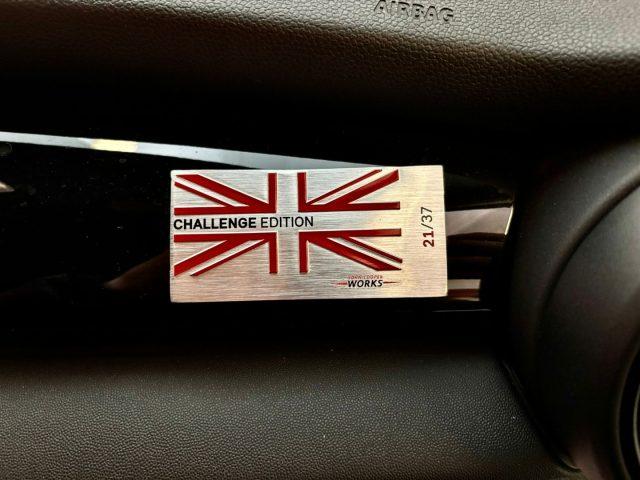 AIRBAG
CHALLENGE EDITION
21/37
JOHN COOPER
WORKS